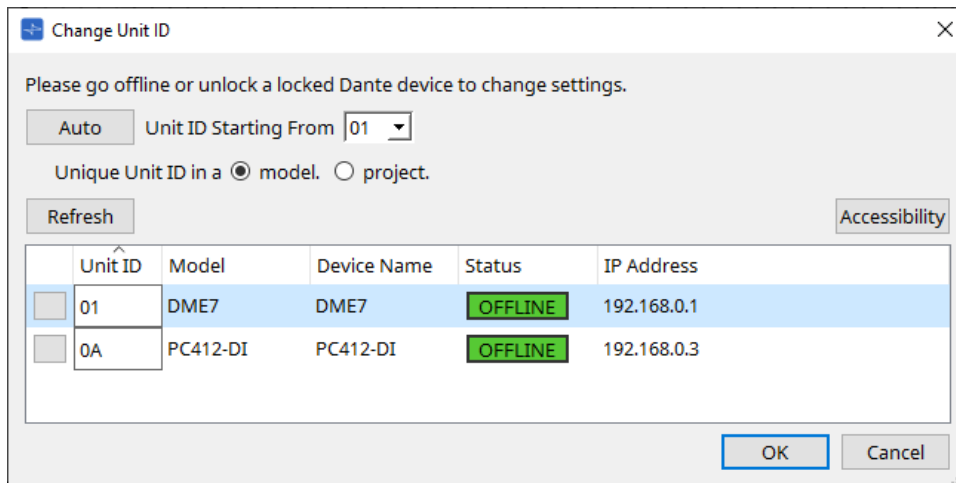 Change Unit ID
Please go offline or unlock a locked Dante device to change settings.
Auto Unit ID Starting From 01
Unique Unit ID in a model. project.
Refresh Accessibility
Unit ID Model Device Name Status IP Address
01 DME7 DME7 OFFLINE 192.168.0.1
0A PC412-DI PC412-DI OFFLINE 192.168.0.3
OK Cancel